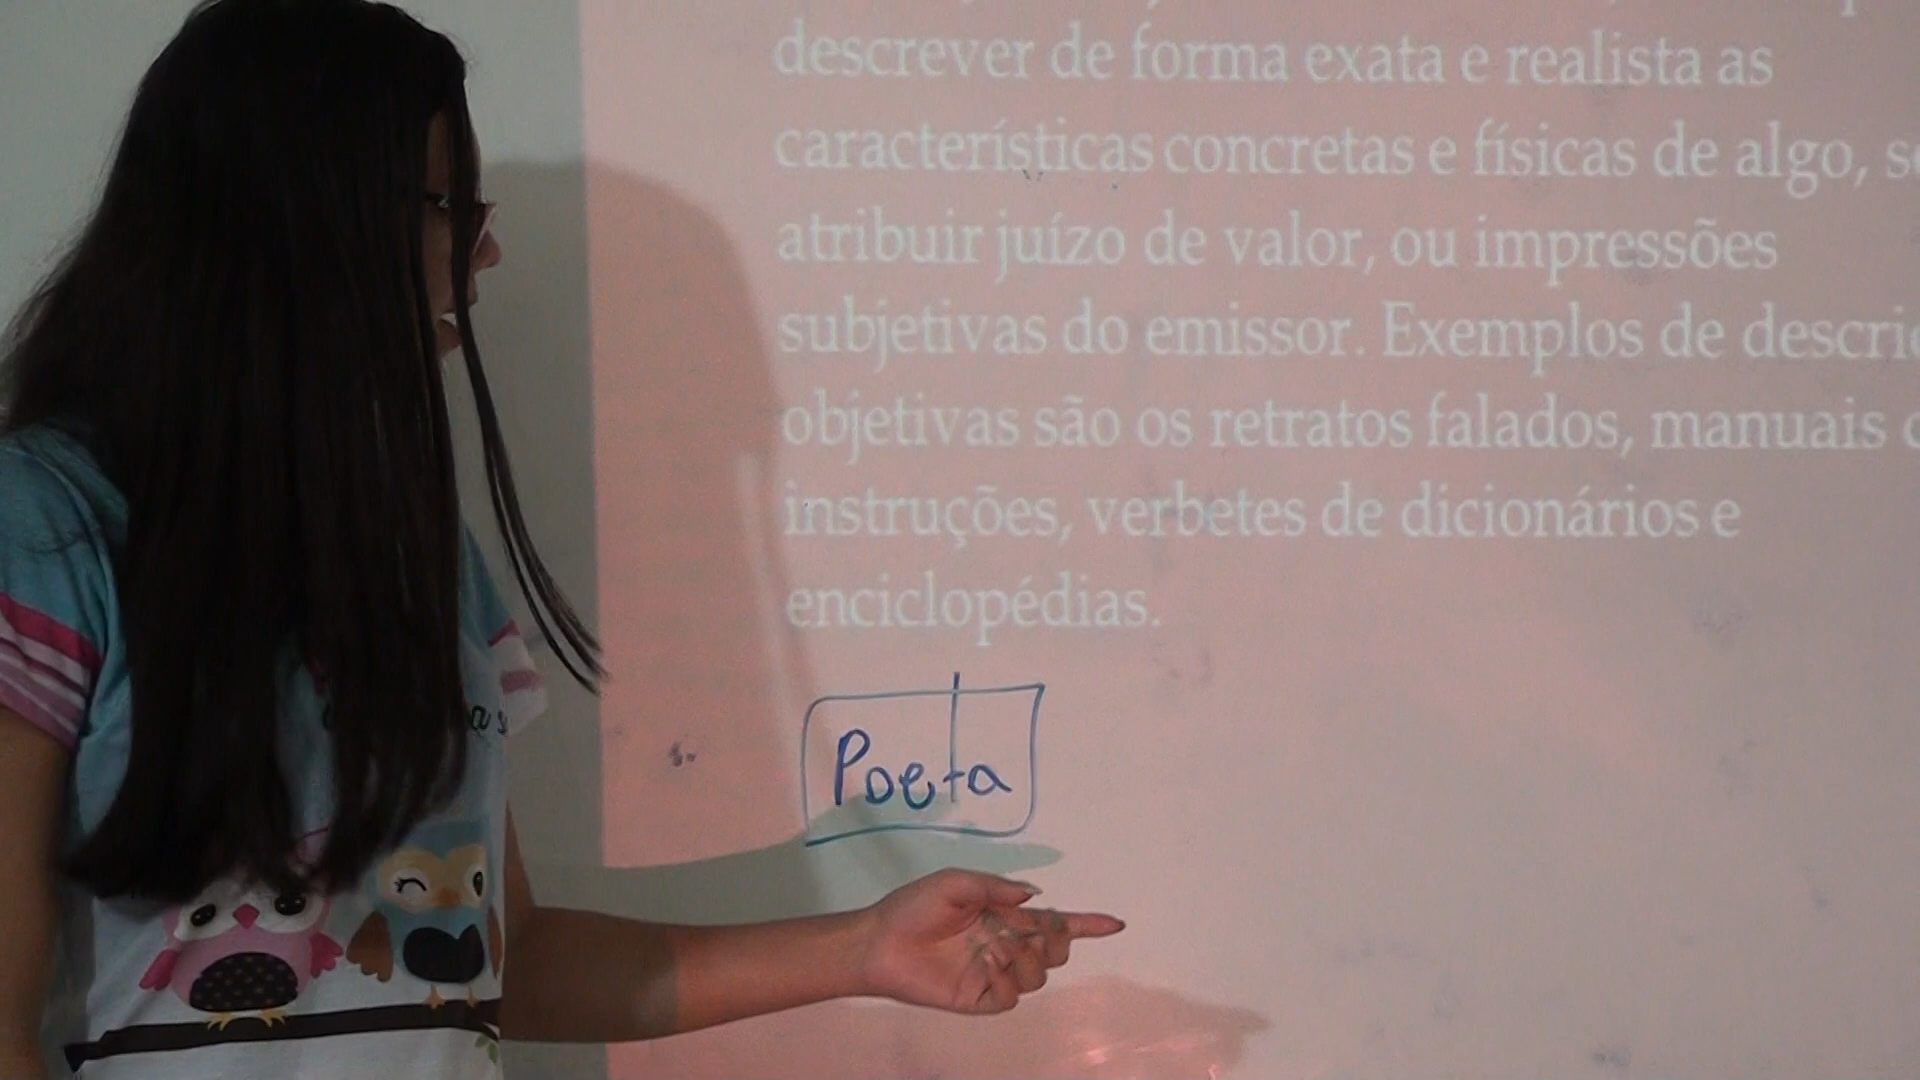 descrever de forma exata e realista as
características concretas e físicas de algo,
atribuir juízo de valor, ou impressões
subjetivas do emissor. Exemplos de
objetivas são os retratos falados, manuais
instruções, verbetes de dicionários e
enciclopédias.
Poeta